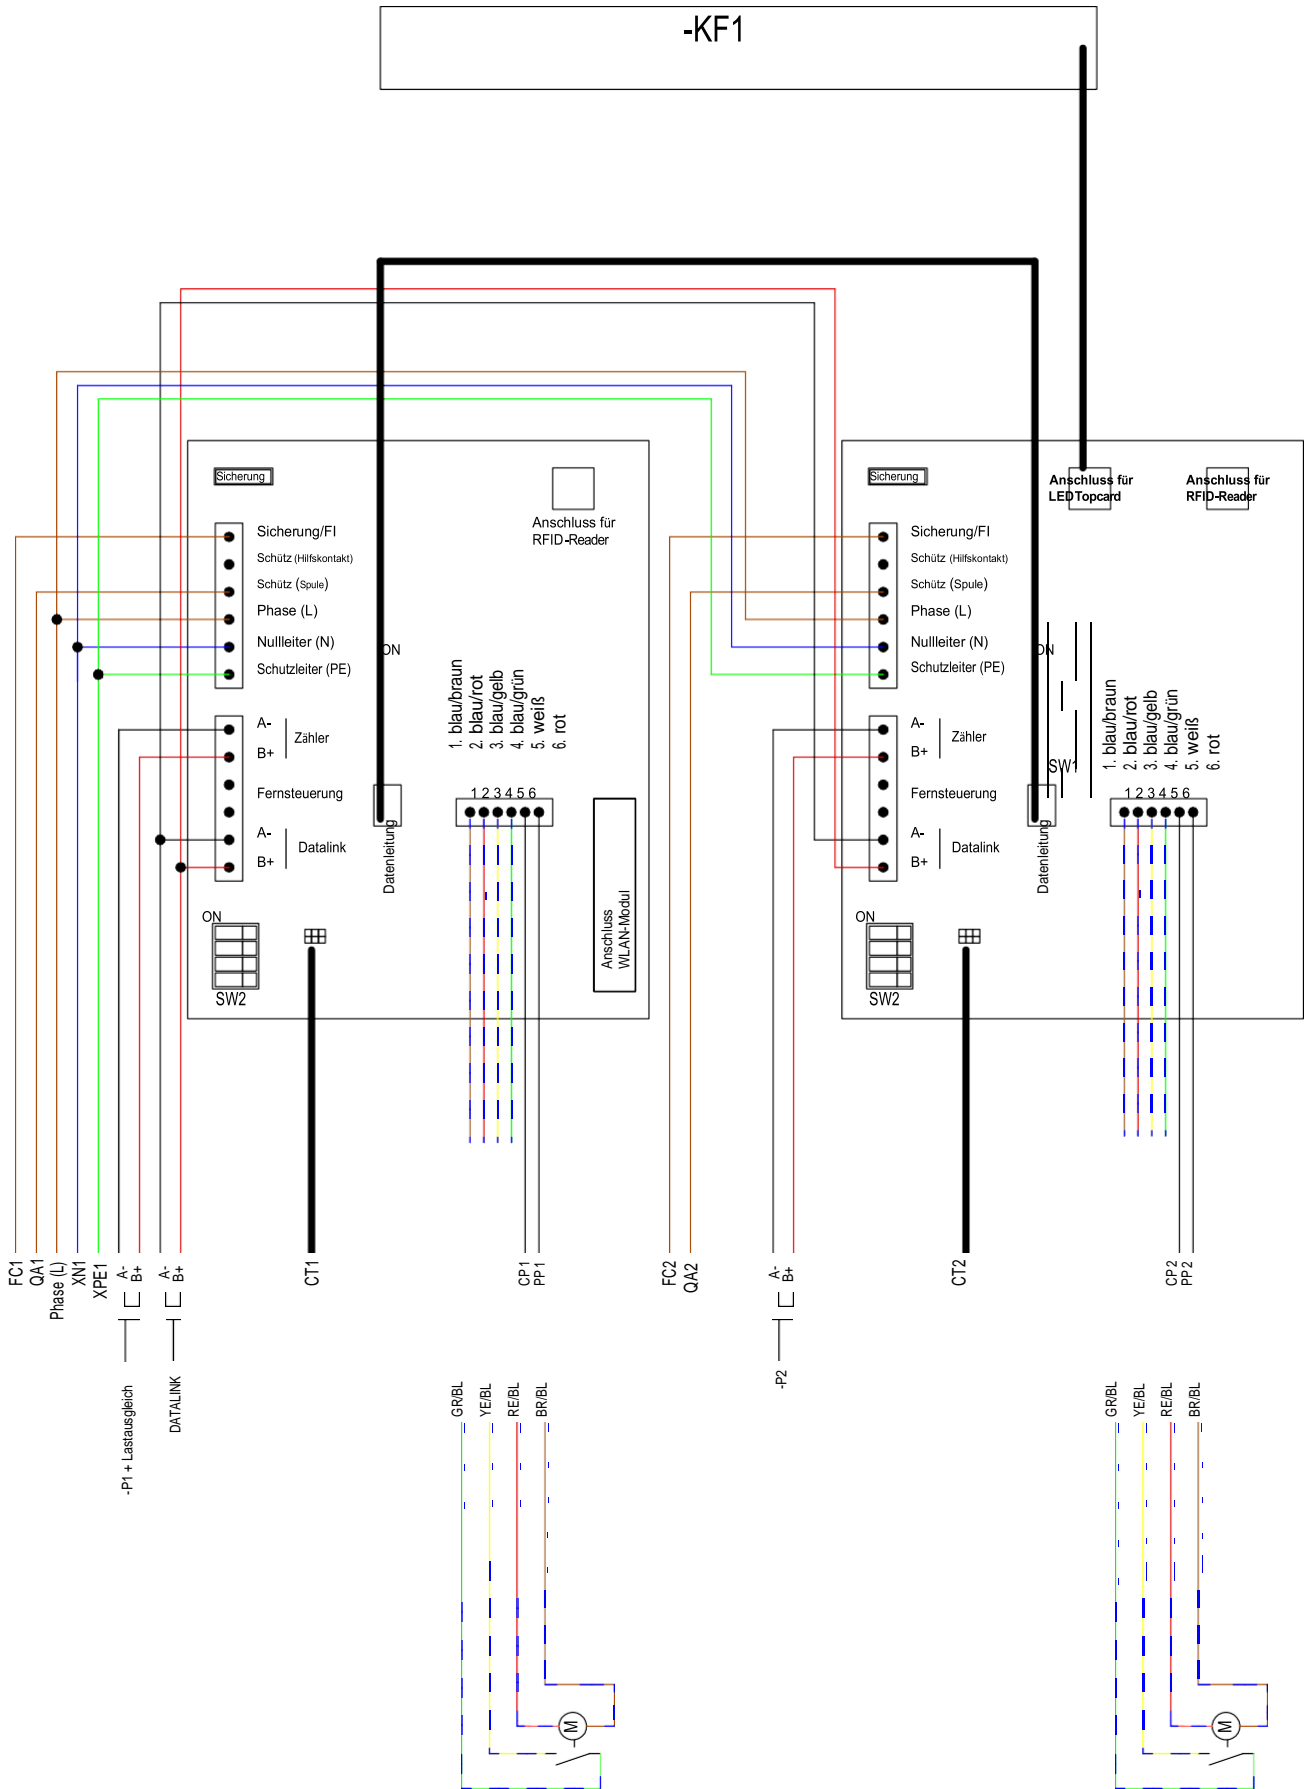 -KF1
Sicherung
Anschluss für
RFID-Reader
Sicherung/FI
Schütz (Hilfskontakt)
Schütz (Spule)
Phase (L)
Nullleiter (N)
Schutzleiter (PE)
ON
A-
B+
Zähler
Fernsteuerung
A-
B+
Datalink
1. blau/braun
2. blau/rot
3. blau/gelb
4. blau/grün
5. weiß
6. rot
1 2 3 4 5 6
Datenleitung
Anschluss
WLAN-Modul
ON
SW2
Sicherung
Anschluss für
LEDTopcard
Anschluss für
RFID-Reader
Sicherung/FI
Schütz (Hilfskontakt)
Schütz (Spule)
Phase (L)
Nullleiter (N)
Schutzleiter (PE)
ON
SW1
A-
B+
Zähler
Fernsteuerung
A-
B+
Datalink
1. blau/braun
2. blau/rot
3. blau/gelb
4. blau/grün
5. weiß
6. rot
1 2 3 4 5 6
Datenleitung
ON
SW2
FC1
QA1
Phase (L)
XN1
XPE1
A-
B+
A-
B+
CT1
CP1
PP1
FC2
QA2
A-
B+
CT2
CP2
PP2
-P1 + Lastausgleich
DATALINK
-P2
GR/BL
YE/BL
RE/BL
BR/BL
GR/BL
YE/BL
RE/BL
BR/BL
M
M